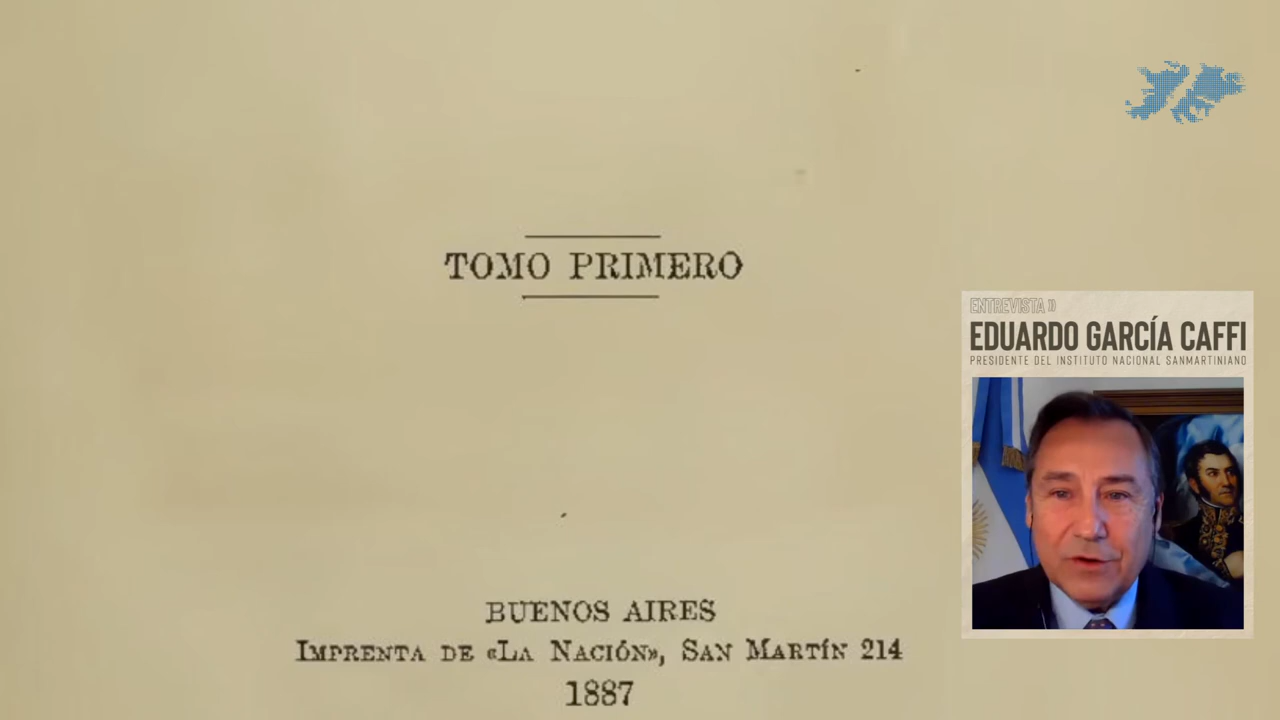 TOMO PRIMERO
BUENOS AIRES
IMPRENTA DE «LA NACIÓN», SAN MARTÍN 214
1887
ENTREVISTA »
EDUARDO GARCÍA CAFFI
PRESIDENTE DEL INSTITUTO NACIONAL SANMARTINIANO